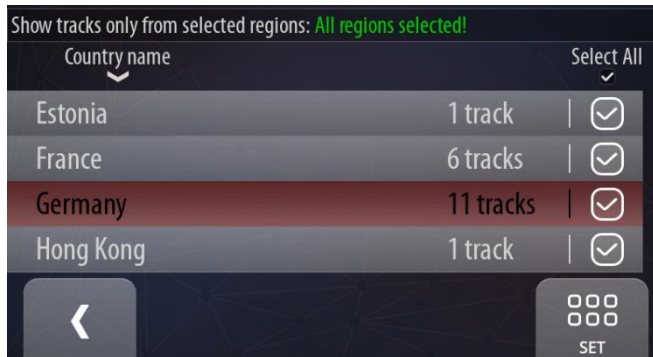 Show tracks only from selected regions: All regions selected!
Country name Select All
Estonia 1 track
France 6 tracks
Germany 11 tracks
Hong Kong 1 track
SET